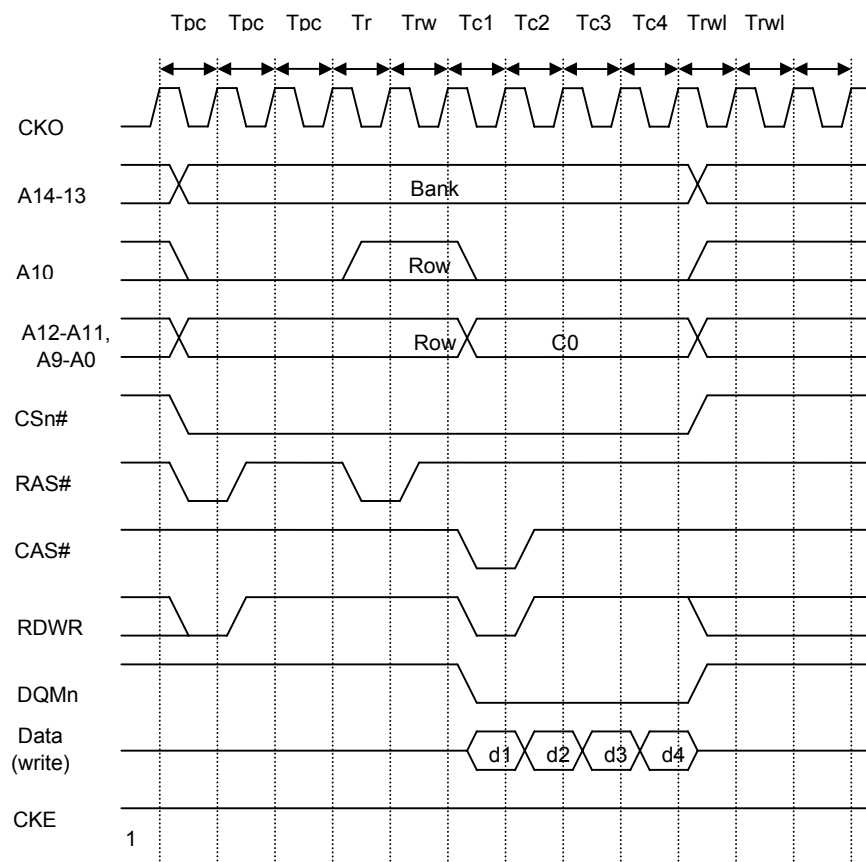 Tpc Tpc Tpc Tr Trw Tc1 Tc2 Tc3 Tc4 Trwl Trwl
CKO
A14-13
Bank
A10
Row
A12-A11,
A9-A0
Row
C0
CSn#
RAS#
CAS#
RDWR
DQMn
Data
(write)
d1 d2 d3 d4
CKE
1